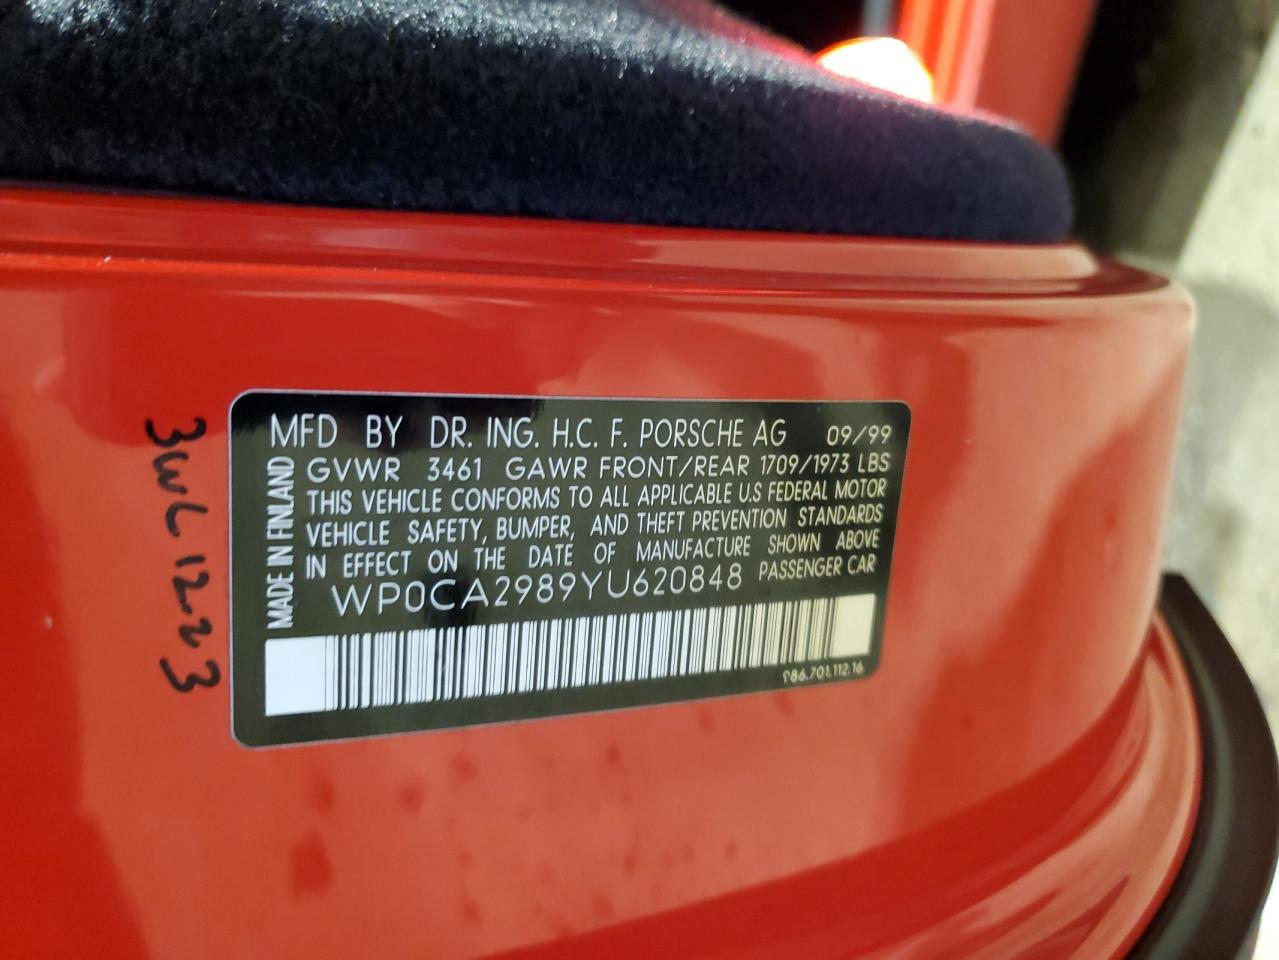 MFD BY DR. ING. H.C. F. PORSCHE AG 09/99
GVWR 3461 GAWR FRONT/REAR 1709/1973 LBS
THIS VEHICLE CONFORMS TO ALL APPLICABLE U.S FEDERAL MOTOR
VEHICLE SAFETY, BUMPER, AND THEFT PREVENTION STANDARDS
IN EFFECT ON THE DATE OF MANUFACTURE SHOWN ABOVE
WP0CA2989YU620848 PASSENGER CAR
MADE IN FINLAND
986.701.112.16